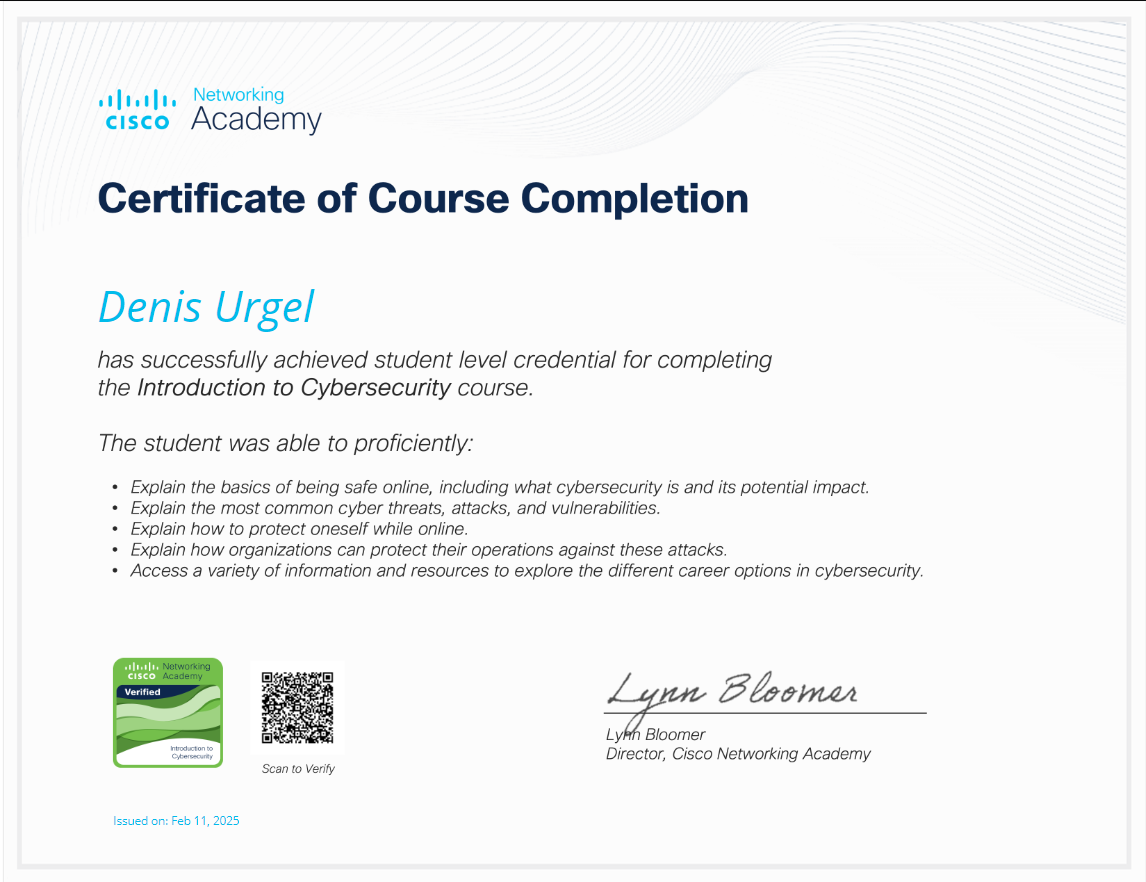 Networking
CISCO Academy
Certificate of Course Completion
Denis Urgel
has successfully achieved student level credential for completing
the Introduction to Cybersecurity course.
The student was able to proficiently:
• Explain the basics of being safe online, including what cybersecurity is and its potential impact.
• Explain the most common cyber threats, attacks, and vulnerabilities.
• Explain how to protect oneself while online.
• Explain how organizations can protect their operations against these attacks.
• Access a variety of information and resources to explore the different career options in cybersecurity.
Networking
CISCO Academy
Verified
Introduction to
Cybersecurity
Scan to Verify
Lynn Bloomer
Lynn Bloomer
Director, Cisco Networking Academy
Issued on: Feb 11, 2025